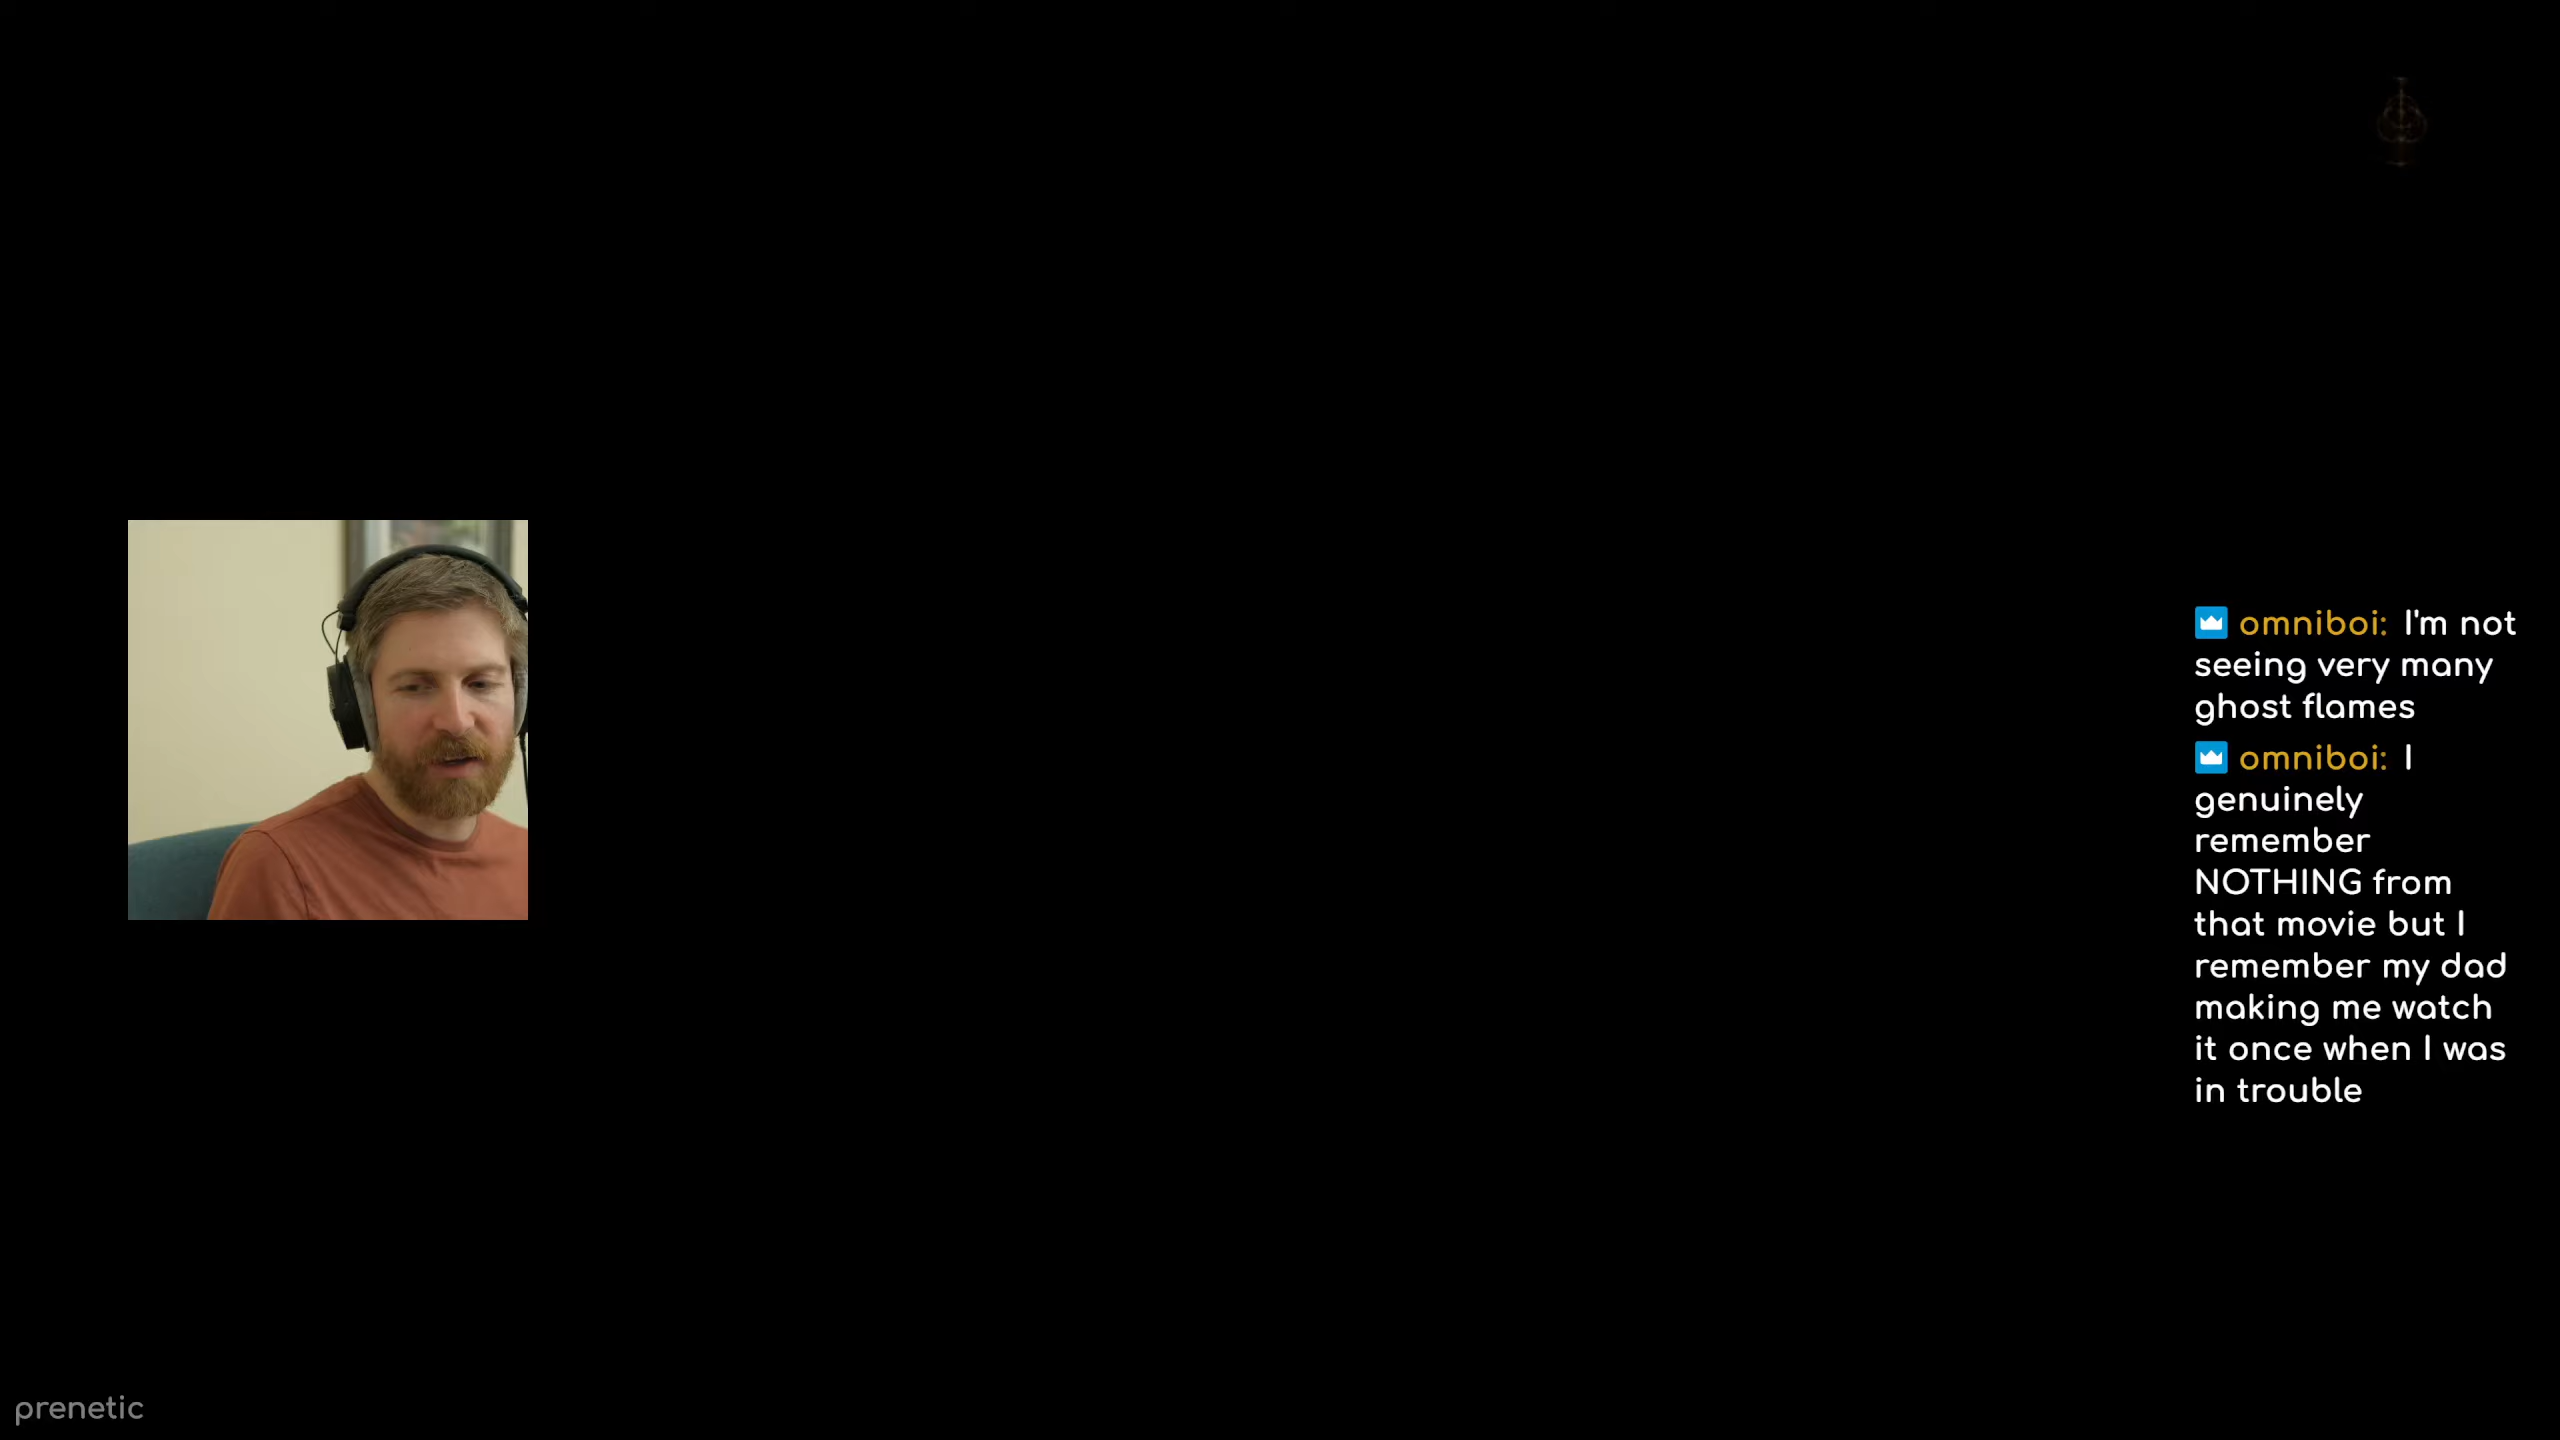 omniboi: I'm not
seeing very many
ghost flames
omniboi: I
genuinely
remember
NOTHING from
that movie but I
remember my dad
making me watch
it once when I was
in trouble
prenetic